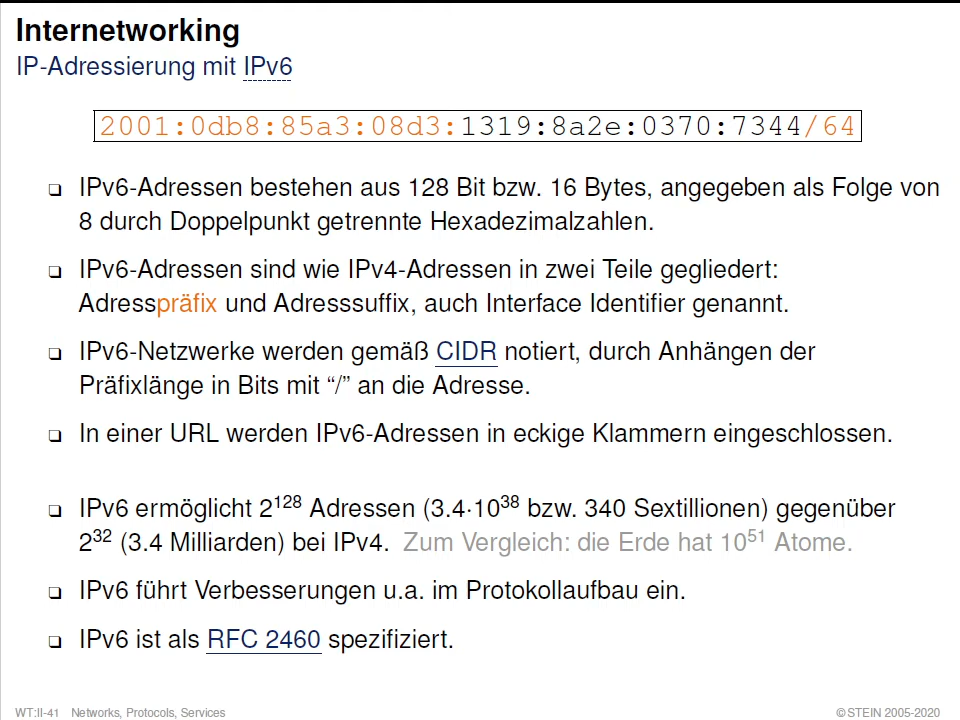 Internetworking
IP-Adressierung mit IPv6
2001:0db8:85a3:08d3:1319:8a2e:0370:7344/64
❑ IPv6-Adressen bestehen aus 128 Bit bzw. 16 Bytes, angegeben als Folge von
8 durch Doppelpunkt getrennte Hexadezimalzahlen.
❑ IPv6-Adressen sind wie IPv4-Adressen in zwei Teile gegliedert:
Adresspräfix und Adresssuffix, auch Interface Identifier genannt.
❑ IPv6-Netzwerke werden gemäß CIDR notiert, durch Anhängen der
Präfixlänge in Bits mit “/” an die Adresse.
❑ In einer URL werden IPv6-Adressen in eckige Klammern eingeschlossen.
❑ IPv6 ermöglicht 2¹²⁸ Adressen (3.4·10³⁸ bzw. 340 Sextillionen) gegenüber
2³² (3.4 Milliarden) bei IPv4. Zum Vergleich: die Erde hat 10⁵¹ Atome.
❑ IPv6 führt Verbesserungen u.a. im Protokollaufbau ein.
❑ IPv6 ist als RFC 2460 spezifiziert.
WT:II-41 Networks, Protocols, Services ©STEIN 2005-2020